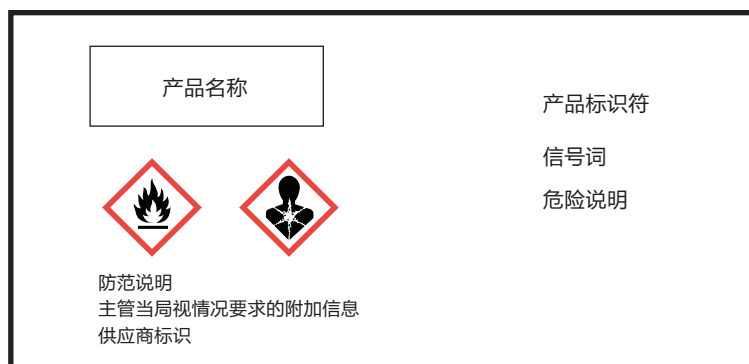 产品名称
产品标识符
信号词
危险说明
防范说明
主管当局视情况要求的附加信息
供应商标识